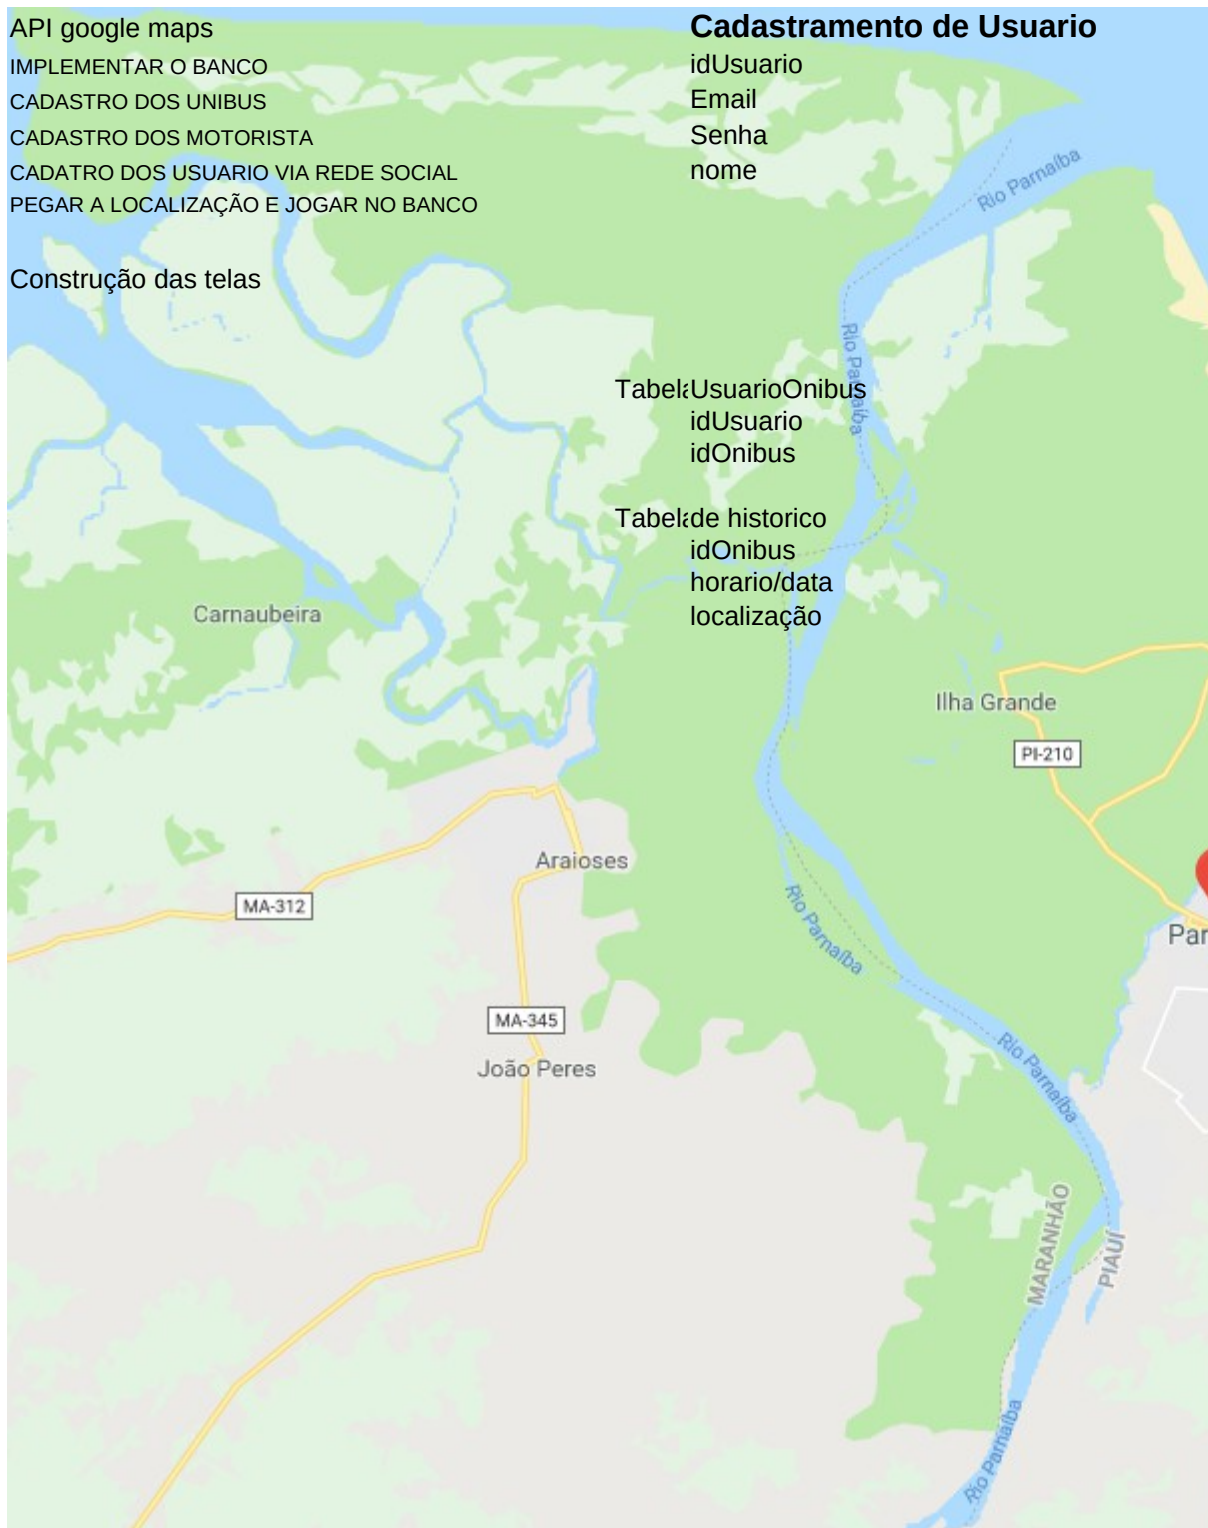 API google maps
IMPLEMENTAR O BANCO
CADASTRO DOS UNIBUS
CADASTRO DOS MOTORISTA
CADATRO DOS USUARIO VIA REDE SOCIAL
PEGAR A LOCALIZAÇÃO E JOGAR NO BANCO
Construção das telas
Cadastramento de Usuario
idUsuario
Email
Senha
nome
Rio Parnaíba
Rio Parnaíba
Tabela UsuarioOnibus
idUsuario
idOnibus
Tabela de historico
idOnibus
horario/data
localização
Carnaubeira
Ilha Grande
PI-210
Araioses
MA-312
Rio Parnaíba
Par
MA-345
João Peres
Rio Parnaíba
MARANHÃO
PIAUÍ
Rio Parnaíba